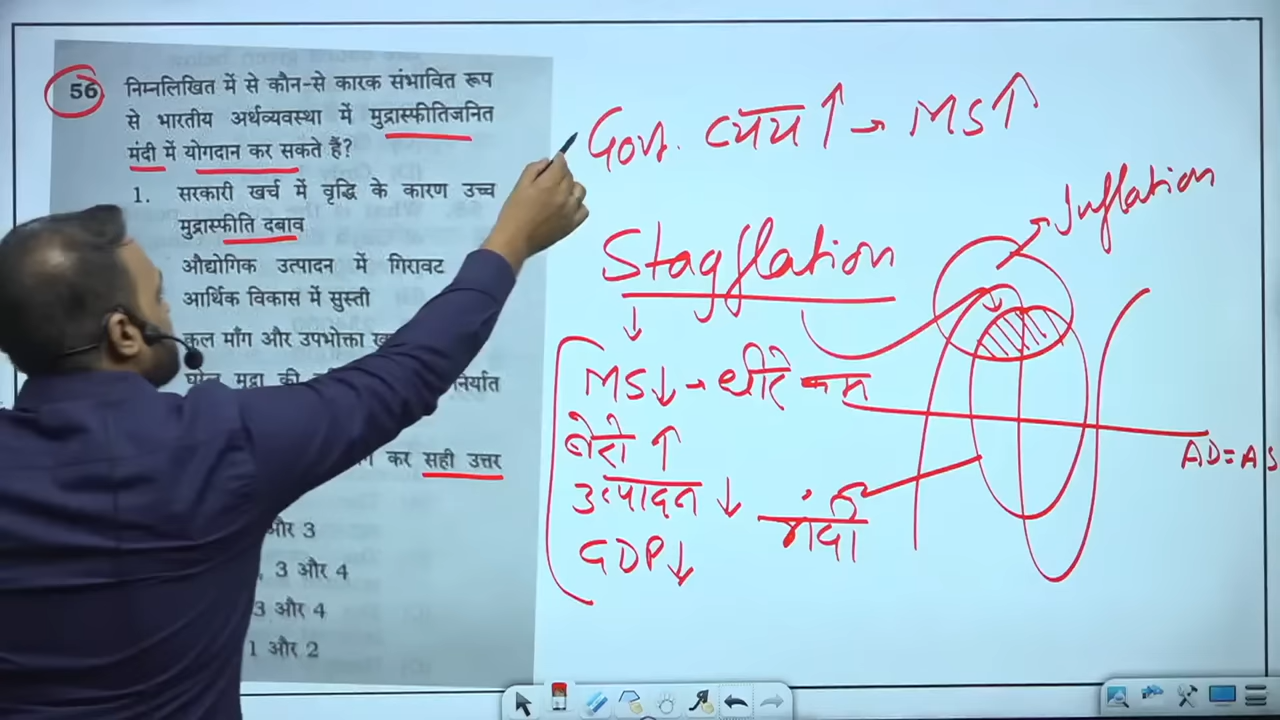 56 निम्नलिखित में से कौन-से कारक संभावित रूप
से भारतीय अर्थव्यवस्था में मुद्रास्फीतिजनित
मंदी में योगदान कर सकते हैं?
1. सरकारी खर्च में वृद्धि के कारण उच्च
मुद्रास्फीति दबाव
औद्योगिक उत्पादन में गिरावट
आर्थिक विकास में सुस्ती
कुल माँग और उपभोक्ता
मुद्रा की निर्यात
कर सही उत्तर
और 3
, 3 और 4
3 और 4
1 और 2
Gov. व्यय ↑ → MS ↑
Inflation
Stagflation
↓
MS↓ → धीरे कम
बेरो ↑
उत्पादन ↓
GDP↓
मंदी
AD=AS